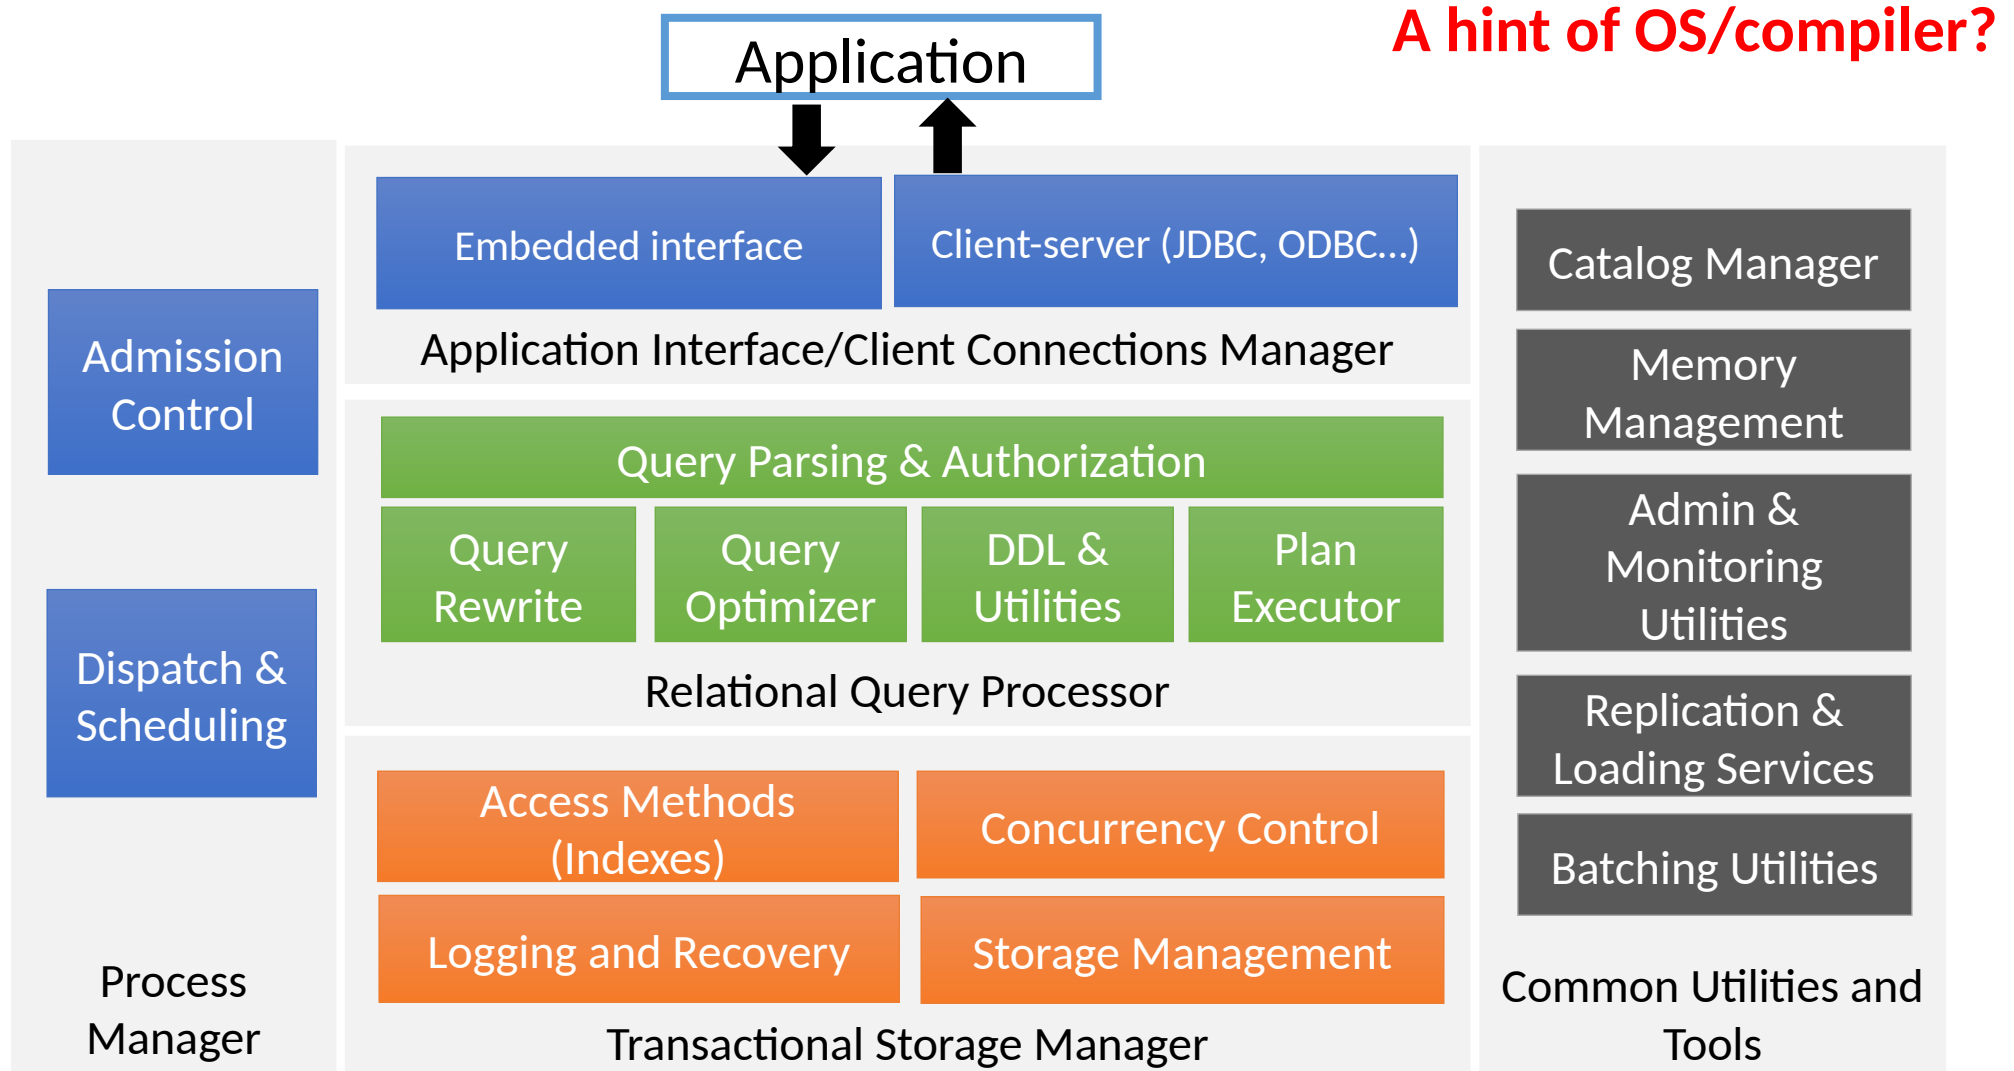 A hint of OS/compiler?
Application
Embedded interface
Client-server (JDBC, ODBC...)
Application Interface/Client Connections Manager
Admission
Control
Dispatch &
Scheduling
Process
Manager
Query Parsing & Authorization
Query
Rewrite
Query
Optimizer
DDL &
Utilities
Plan
Executor
Relational Query Processor
Access Methods
(Indexes)
Concurrency Control
Logging and Recovery
Storage Management
Transactional Storage Manager
Catalog Manager
Memory
Management
Admin &
Monitoring
Utilities
Replication &
Loading Services
Batching Utilities
Common Utilities and
Tools